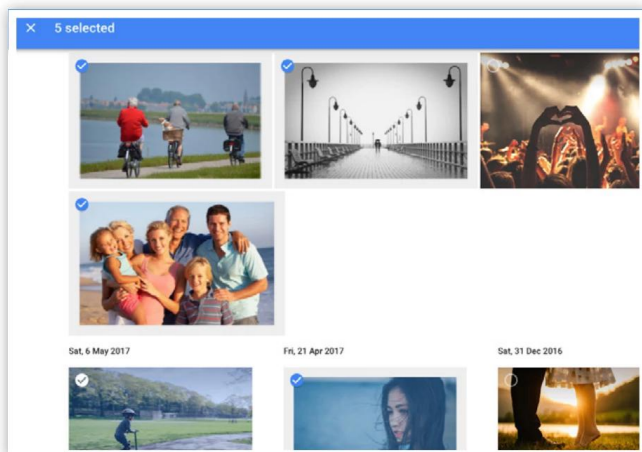 5 selected
Sat, 6 May 2017
Fri, 21 Apr 2017
Sat, 31 Dec 2016